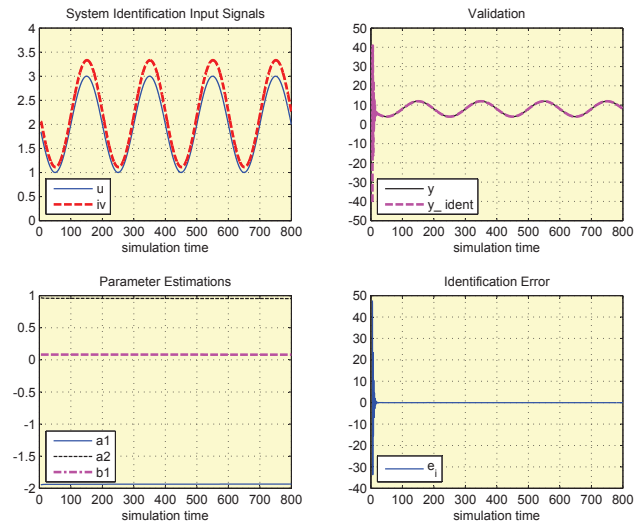 System Identification Input Signals
4
3.5
3
2.5
2
1.5
1
0.5
0
u
iv
0 100 200 300 400 500 600 700 800
simulation time
Validation
50
40
30
20
10
0
-10
-20
-30
-40
-50
y
y_ ident
0 100 200 300 400 500 600 700 800
simulation time
Parameter Estimations
1
0.5
0
-0.5
-1
-1.5
-2
a1
a2
b1
0 100 200 300 400 500 600 700 800
simulation time
Identification Error
50
40
30
20
10
0
-10
-20
-30
-40
e_i
0 100 200 300 400 500 600 700 800
simulation time